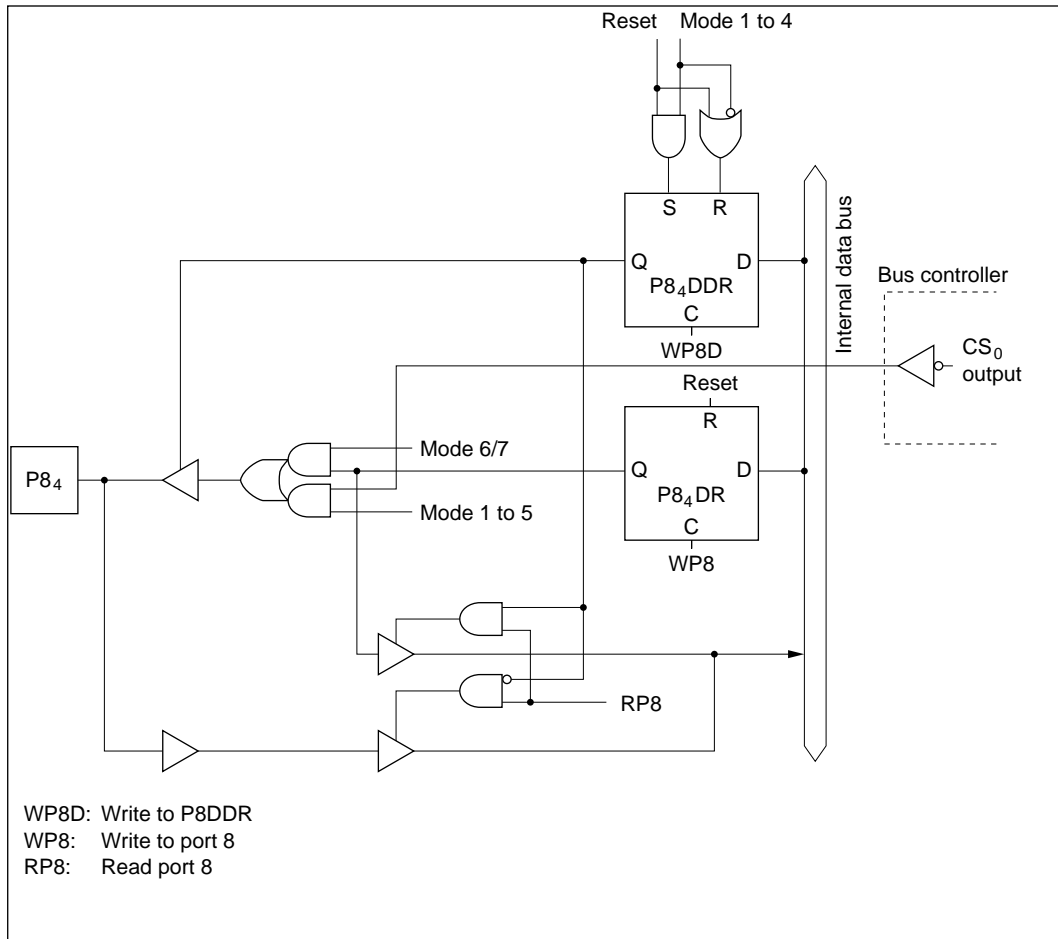 Reset Mode 1 to 4
S R
Q D
P8₄DDR
C
WP8D
Internal data bus
Bus controller
CS₀
output
Reset
R
Mode 6/7
Q D
P8₄
P8₄DR
Mode 1 to 5
C
WP8
RP8
WP8D: Write to P8DDR
WP8: Write to port 8
RP8: Read port 8